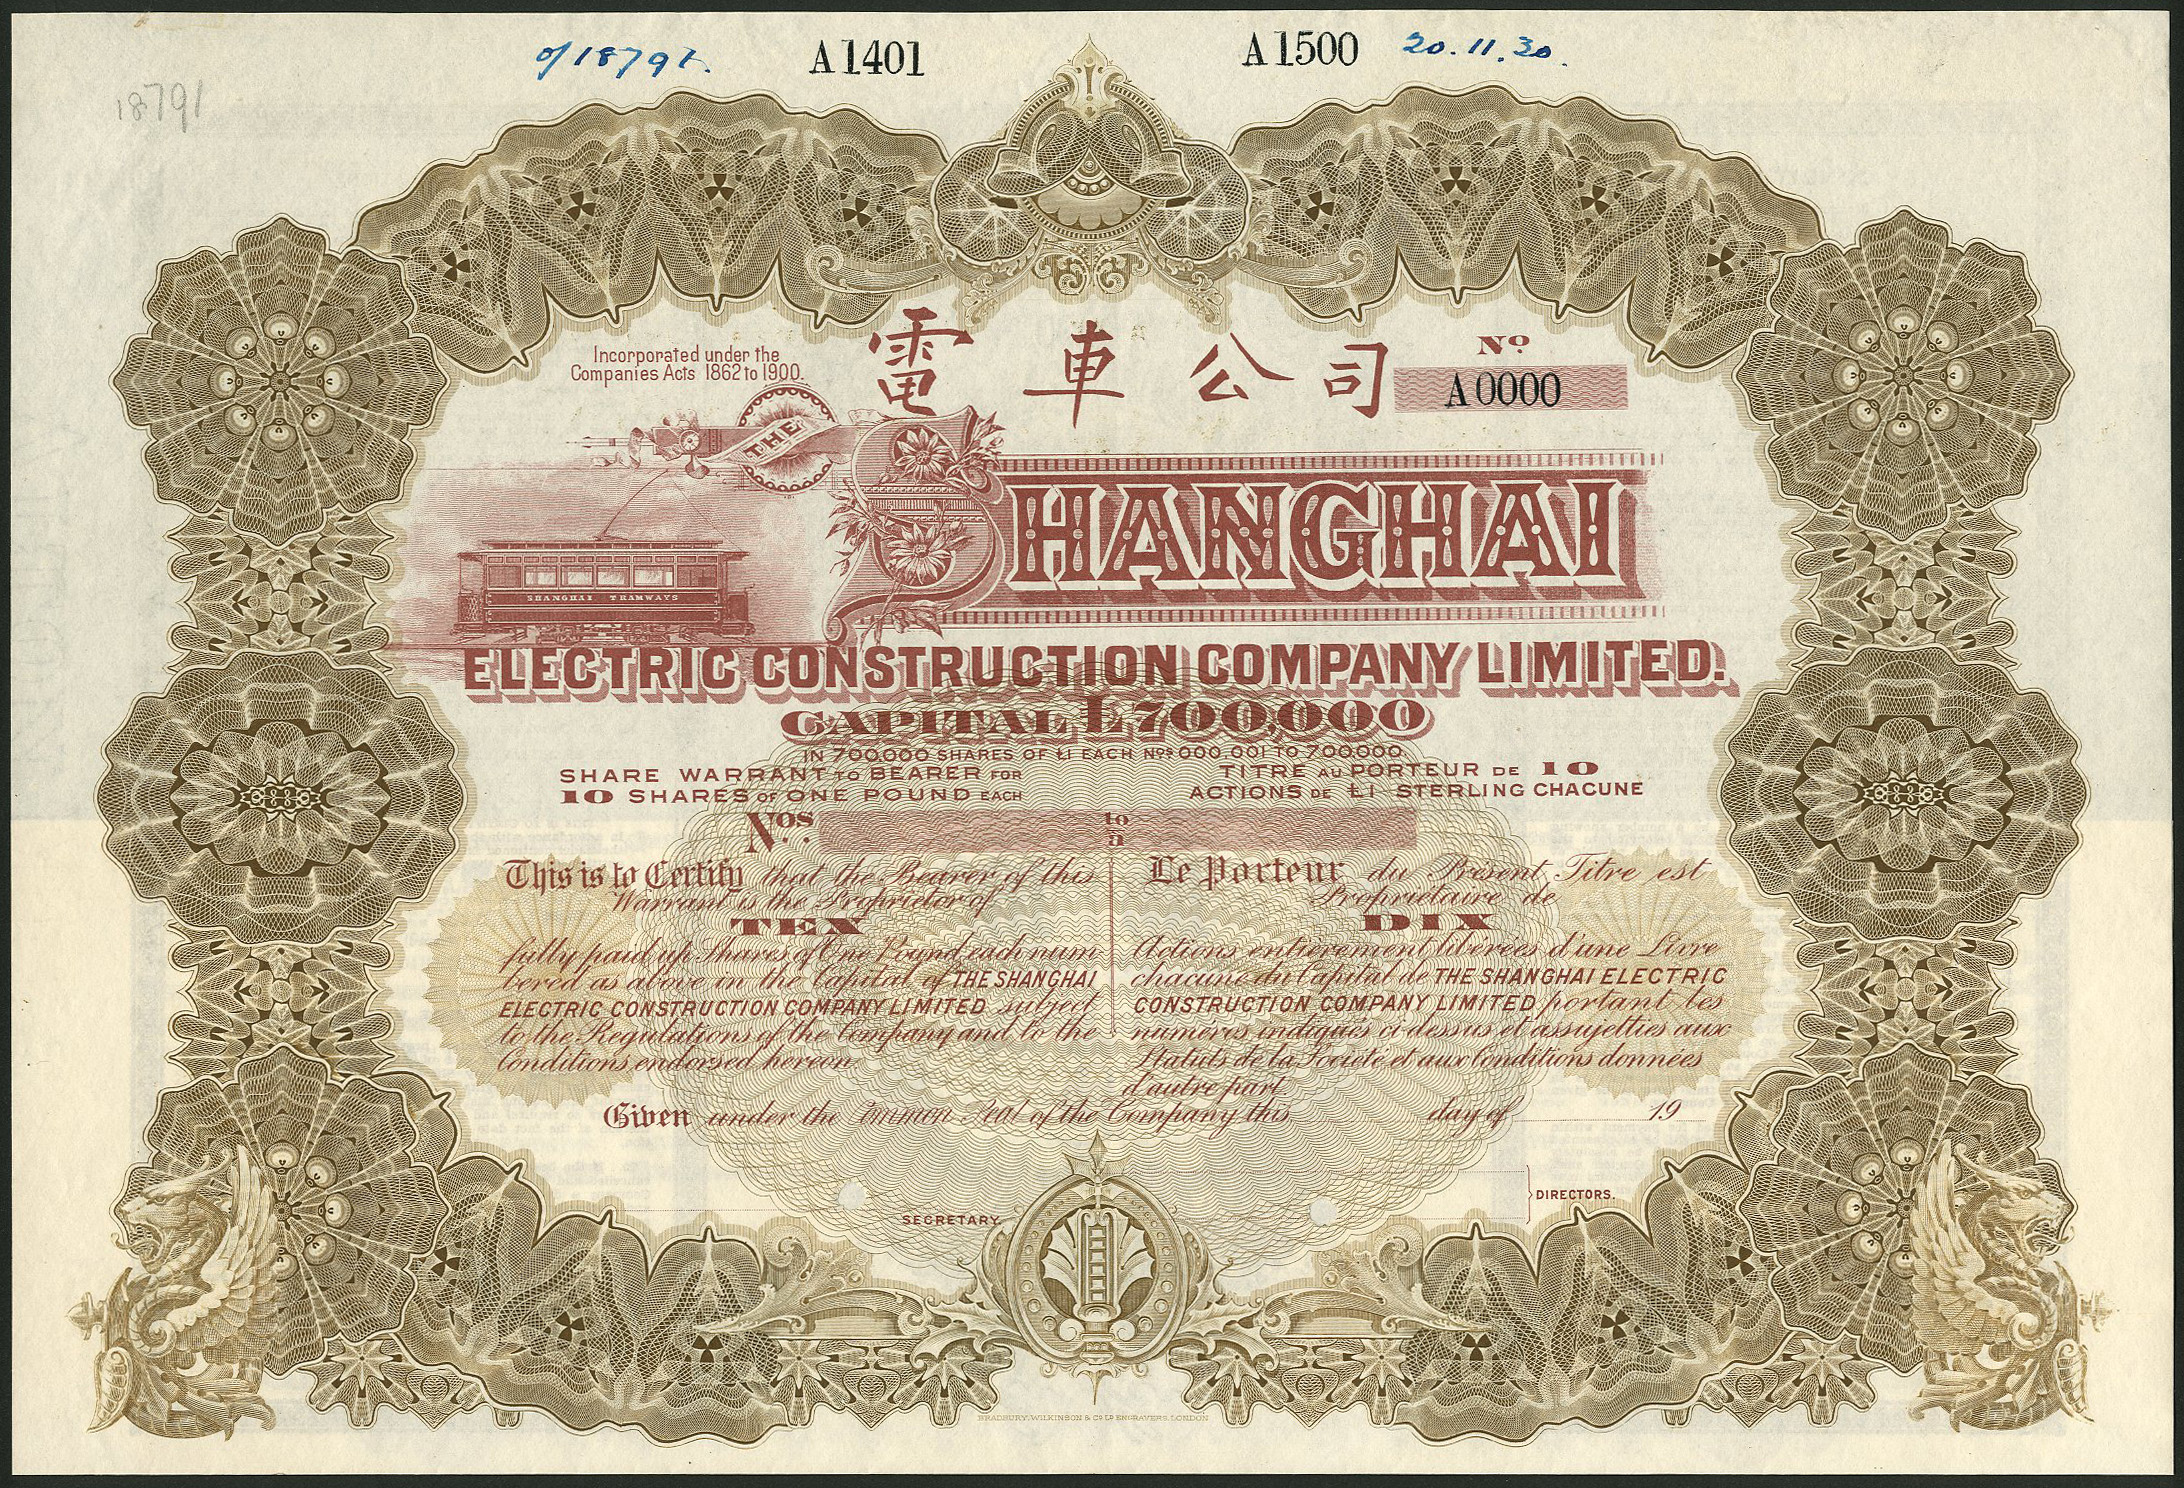 o/18791. A1401 A1500 20.11.30.
18791
電車公司
Incorporated under the
Companies Acts 1862 to 1900.
Nº
A0000
THE
SHANGHAI
SHANGHAI TRAMWAYS
ELECTRIC CONSTRUCTION COMPANY LIMITED.
CAPITAL £700,000
IN 700,000 SHARES OF £1 EACH Nos 000,001 TO 700,000.
SHARE WARRANT TO BEARER FOR
10 SHARES OF ONE POUND EACH
TITRE AU PORTEUR DE 10
ACTIONS DE £1 STERLING CHACUNE
Nos. to
à
This is to Certify that the Bearer of this
Warrant is the Proprietor of
TEN
fully paid up Shares of One Pound each num-
bered as above in the Capital of THE SHANGHAI
ELECTRIC CONSTRUCTION COMPANY LIMITED subject
to the Regulations of the Company and to the
Conditions endorsed hereon
Le Porteur du Présent Titre est
Propriétaire de
DIX
Actions entièrement libérées d'une Livre
chacune du Capital de THE SHANGHAI ELECTRIC
CONSTRUCTION COMPANY LIMITED portant les
numéros indiqués ci-dessus et assujetties aux
Statuts de la Société et aux Conditions données
d'autre part.
Given under the Common Seal of the Company this day of 19
DIRECTORS.
SECRETARY.
BRADBURY, WILKINSON & Co. Ld. ENGRAVERS, LONDON